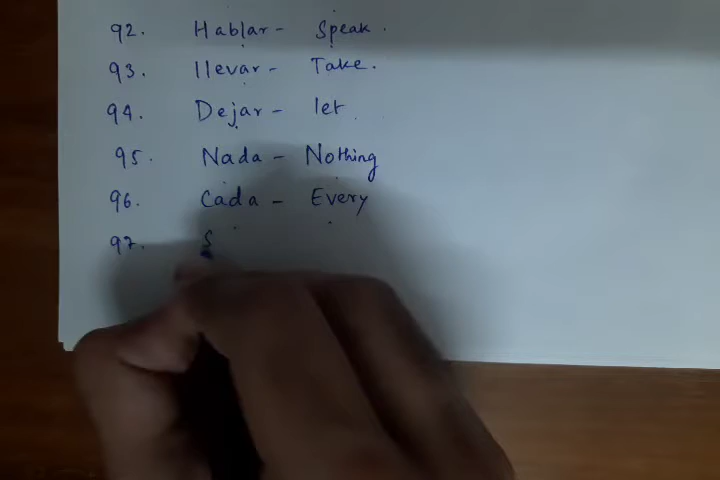 92. Hablar - Speak.
93. llevar - Take.
94. Dejar - let.
95. Nada - Nothing
96. Cada - Every
97. S